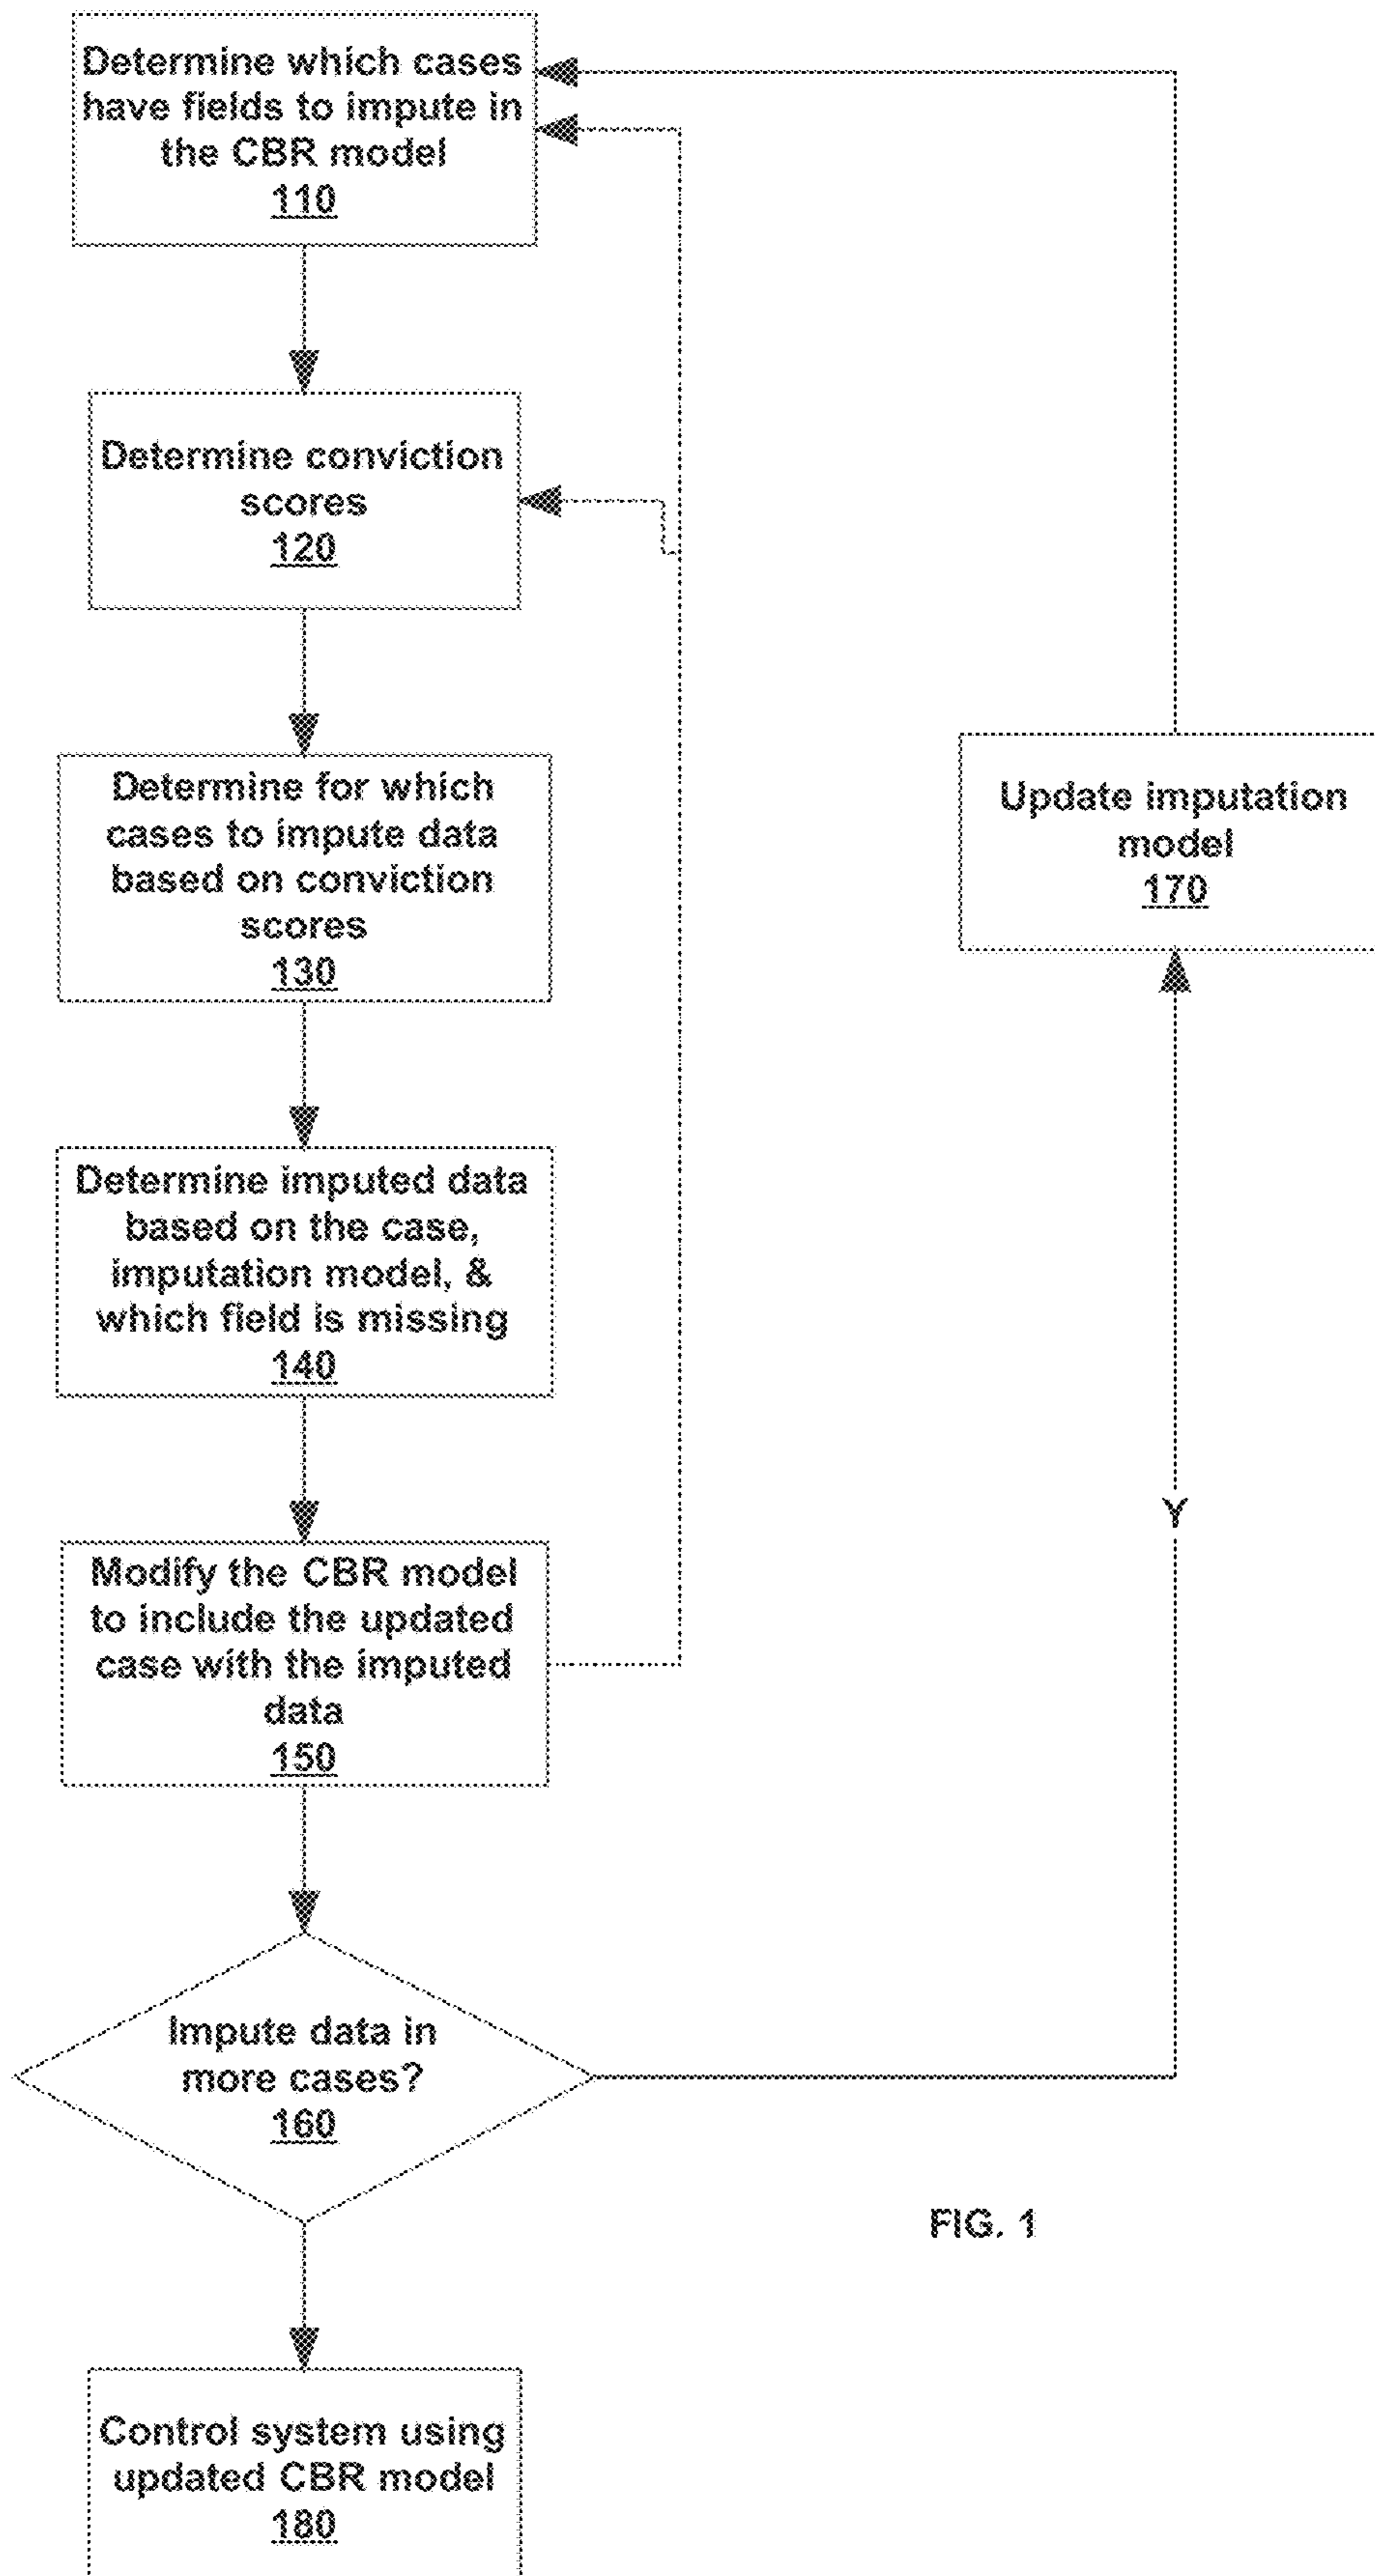 Determine which cases
have fields to impute in
the CBR model
110
Determine conviction
scores
120
Determine for which
cases to impute data
based on conviction
scores
130
Update imputation
model
170
Determine imputed data
based on the case,
imputation model, &
which field is missing
140
Y
Modify the CBR model
to include the updated
case with the imputed
data
150
Impute data in
more cases?
160
FIG. 1
Control system using
updated CBR model
180